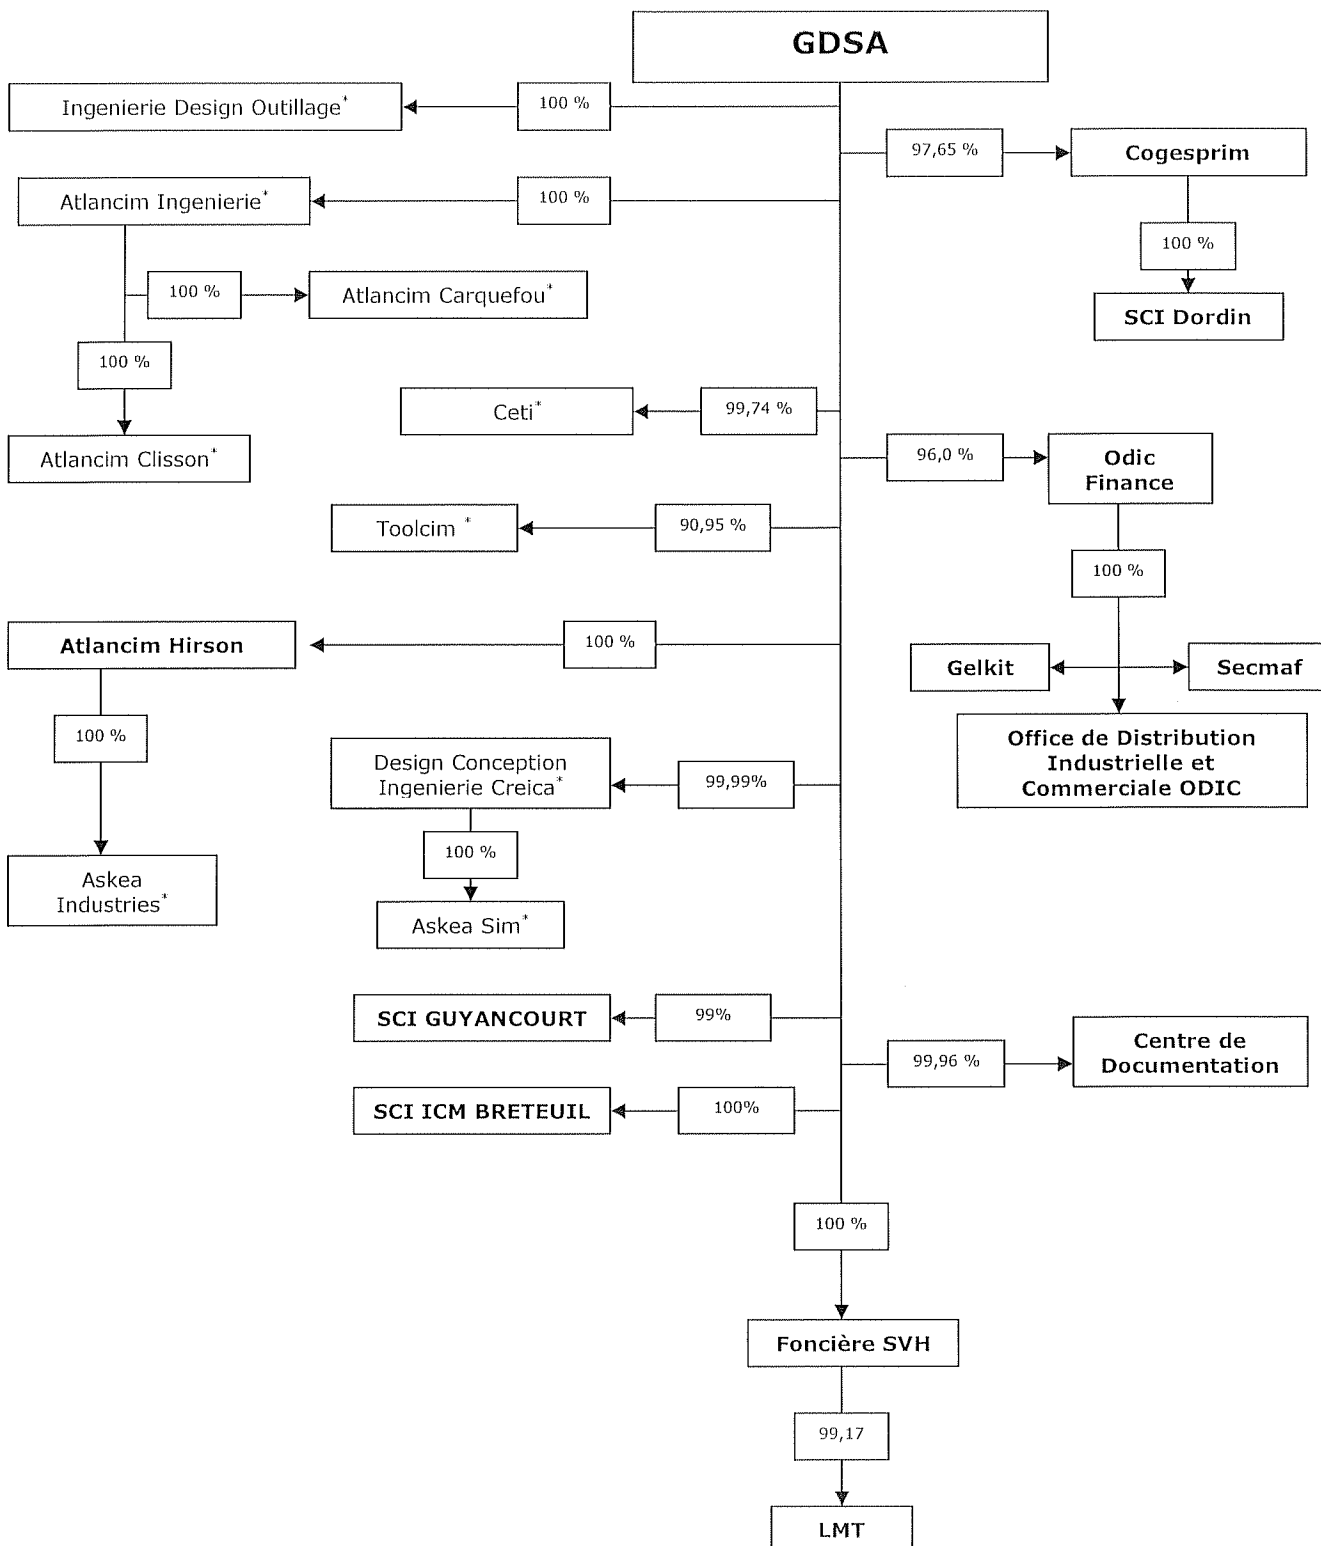 GDSA
Ingenierie Design Outillage*
100 %
97,65 %
Cogesprim
Atlancim Ingenierie*
100 %
100 %
100 %
Atlancim Carquefou*
SCI Dordin
100 %
Ceti*
99,74 %
Atlancim Clisson*
96,0 %
Odic
Finance
Toolcim *
90,95 %
100 %
Atlancim Hirson
100 %
Gelkit
Secmaf
100 %
Office de Distribution
Industrielle et
Commerciale ODIC
Design Conception
Ingenierie Creica*
99,99%
100 %
Askea
Industries*
Askea Sim*
SCI GUYANCOURT
99%
99,96 %
Centre de
Documentation
SCI ICM BRETEUIL
100%
100 %
Foncière SVH
99,17
LMT